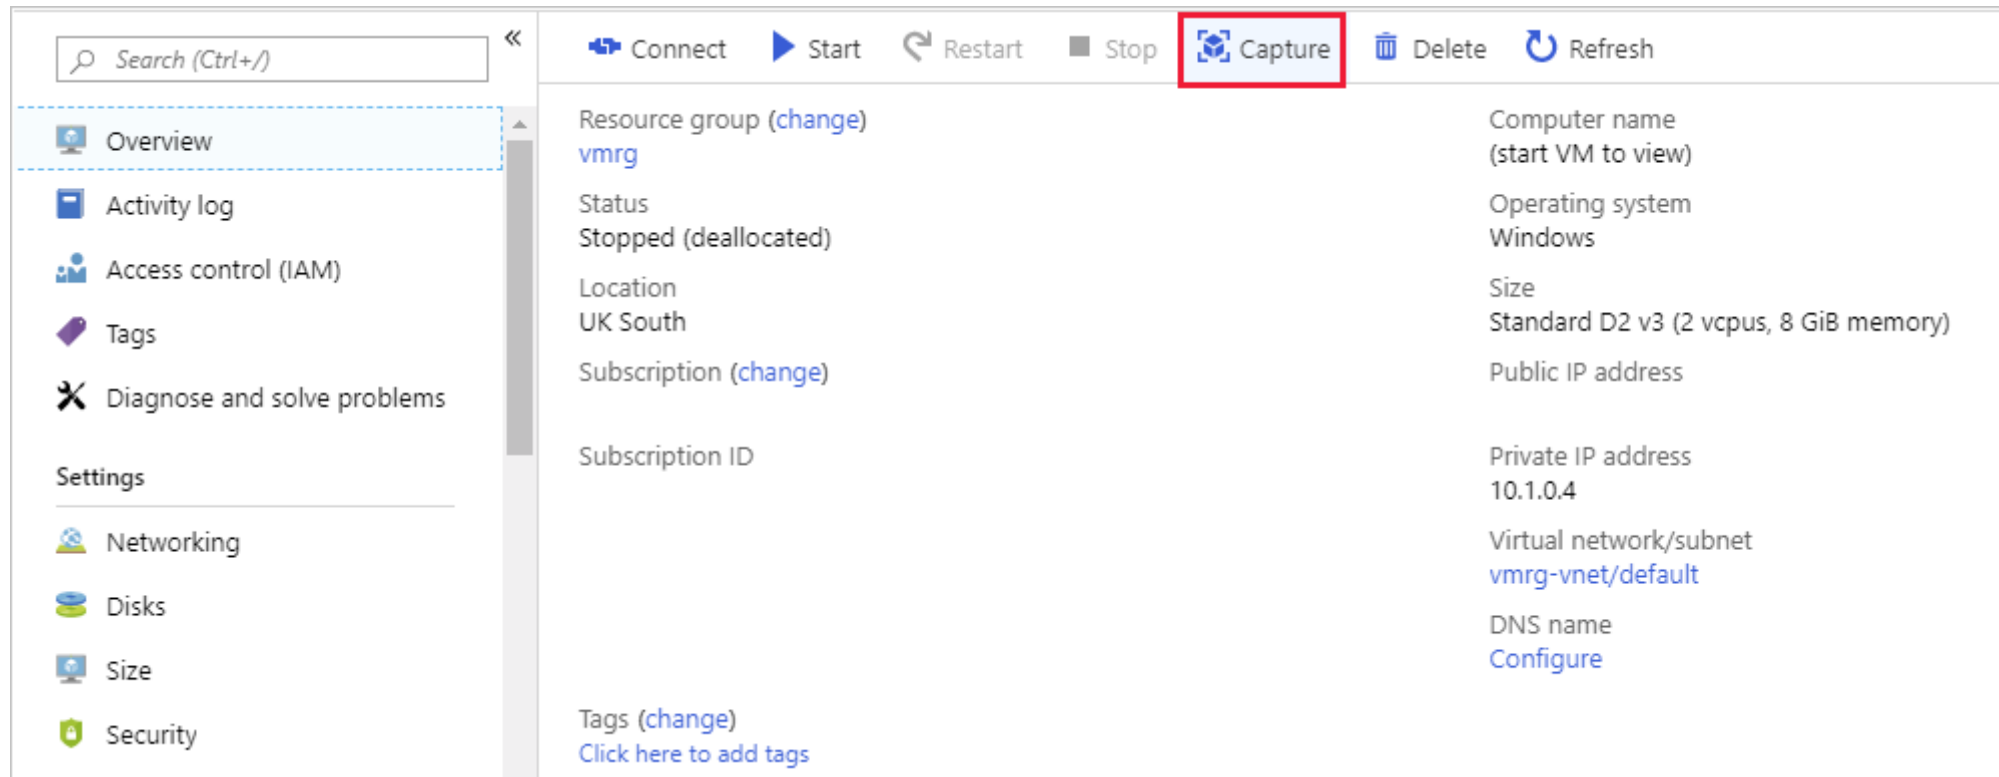 Search (Ctrl+/)
«
Overview
Activity log
Access control (IAM)
Tags
Diagnose and solve problems
Settings
Networking
Disks
Size
Security
Connect Start Restart Stop Capture Delete Refresh
Resource group (change)
vmrg
Status
Stopped (deallocated)
Location
UK South
Subscription (change)
Subscription ID
Tags (change)
Click here to add tags
Computer name
(start VM to view)
Operating system
Windows
Size
Standard D2 v3 (2 vcpus, 8 GiB memory)
Public IP address
Private IP address
10.1.0.4
Virtual network/subnet
vmrg-vnet/default
DNS name
Configure